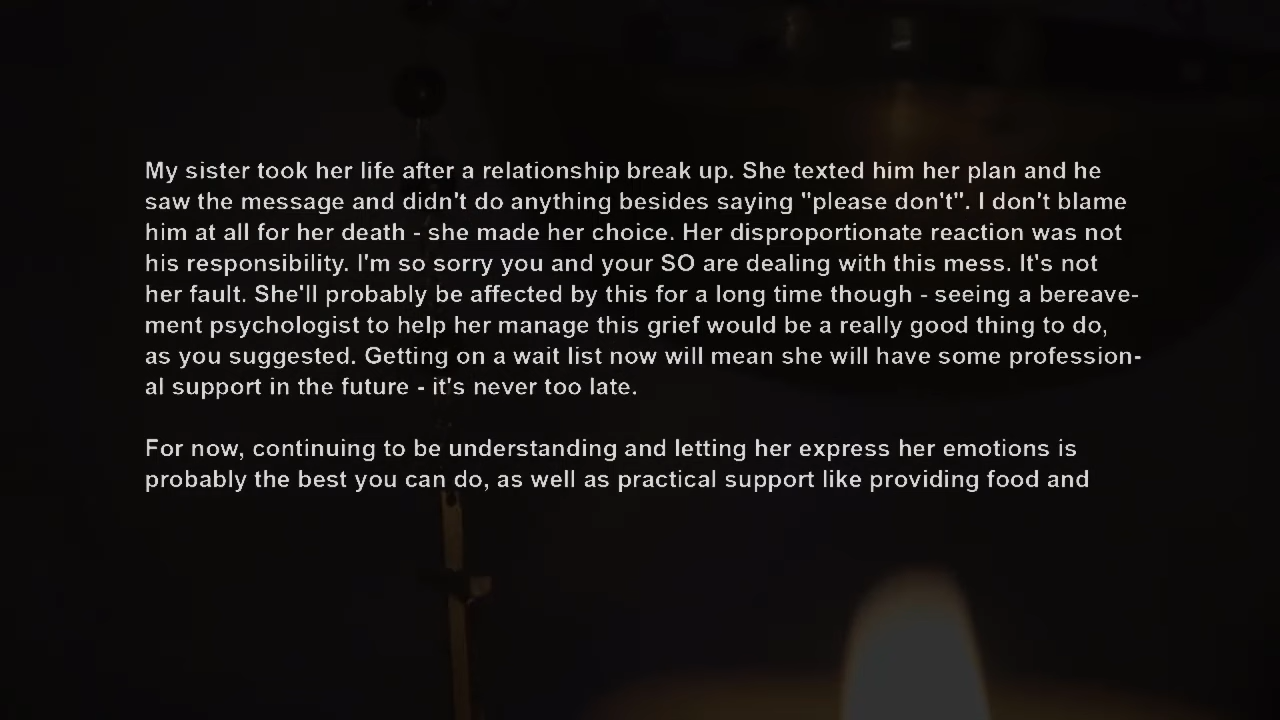 My sister took her life after a relationship break up. She texted him her plan and he
saw the message and didn't do anything besides saying "please don't". I don't blame
him at all for her death - she made her choice. Her disproportionate reaction was not
his responsibility. I'm so sorry you and your SO are dealing with this mess. It's not
her fault. She'll probably be affected by this for a long time though - seeing a bereave-
ment psychologist to help her manage this grief would be a really good thing to do,
as you suggested. Getting on a wait list now will mean she will have some profession-
al support in the future - it's never too late.
For now, continuing to be understanding and letting her express her emotions is
probably the best you can do, as well as practical support like providing food and